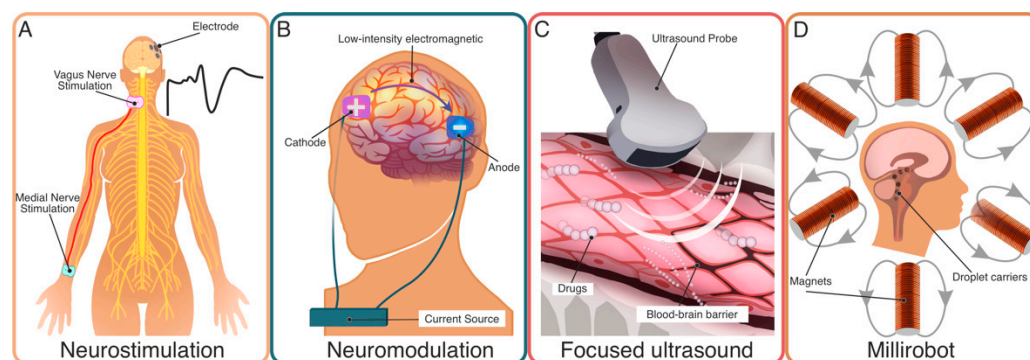 A
Electrode
Vagus Nerve
Stimulation
Medial Nerve
Stimulation
Neurostimulation
B
Low-intensity electromagnetic
+
Cathode
-
Anode
Current Source
Neuromodulation
C
Ultrasound Probe
Drugs
Blood-brain barrier
Focused ultrasound
D
Magnets
Droplet carriers
Millirobot